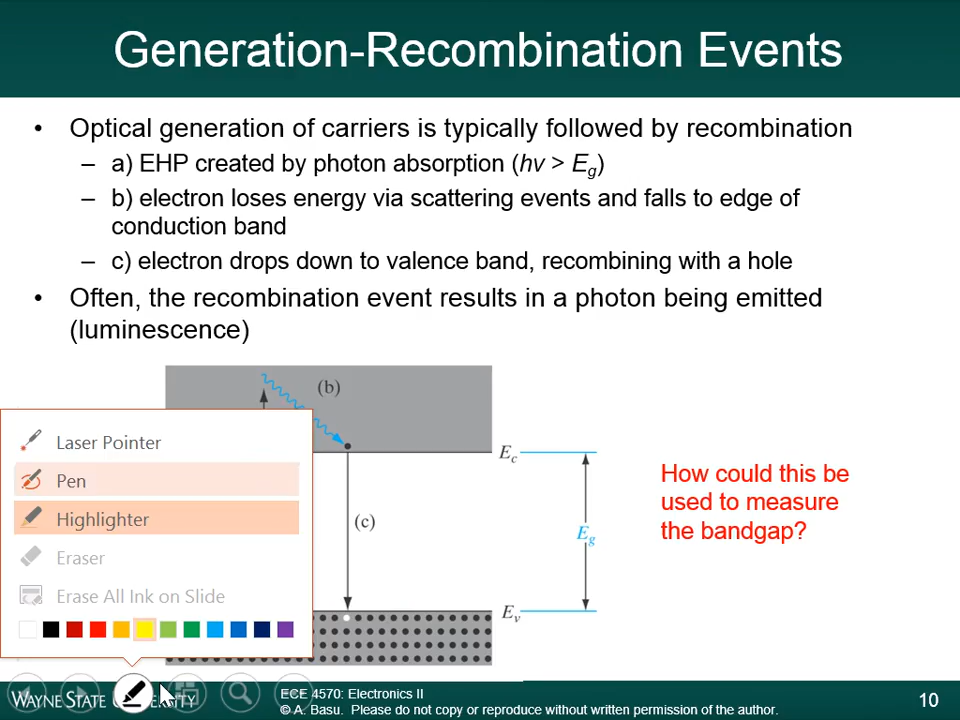 Generation-Recombination Events
• Optical generation of carriers is typically followed by recombination
– a) EHP created by photon absorption (hν > Eg)
– b) electron loses energy via scattering events and falls to edge of
conduction band
– c) electron drops down to valence band, recombining with a hole
• Often, the recombination event results in a photon being emitted
(luminescence)
(b)
Laser Pointer
Pen
Highlighter
Eraser
Erase All Ink on Slide
Ec
(c)
Eg
Ev
How could this be
used to measure
the bandgap?
WAYNE STATE UNIVERSITY
ECE 4570: Electronics II
© A. Basu. Please do not copy or reproduce without written permission of the author.
10